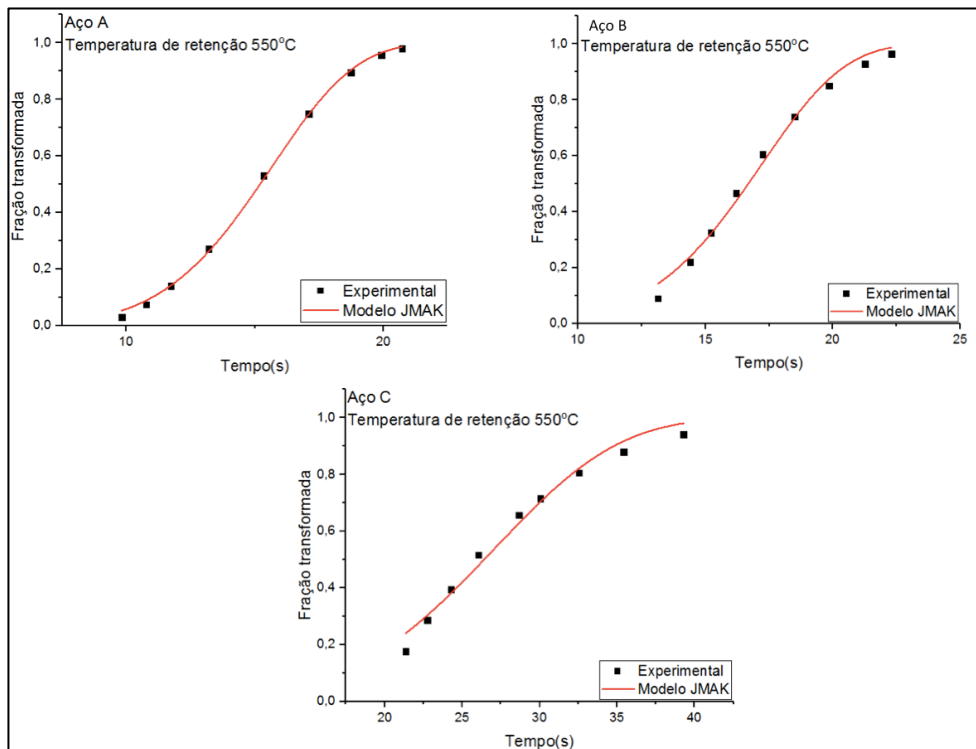 Aço A
Temperatura de retenção 550°C
1,0
0,8
0,6
0,4
0,2
0,0
Fração transformada
10
20
Tempo(s)
Experimental
Modelo JMAK
Aço B
Temperatura de retenção 550°C
1,0
0,8
0,6
0,4
0,2
0,0
Fração transformada
10
15
20
25
Tempo(s)
Experimental
Modelo JMAK
Aço C
Temperatura de retenção 550°C
1,0
0,8
0,6
0,4
0,2
0,0
Fração transformada
20
25
30
35
40
Tempo(s)
Experimental
Modelo JMAK